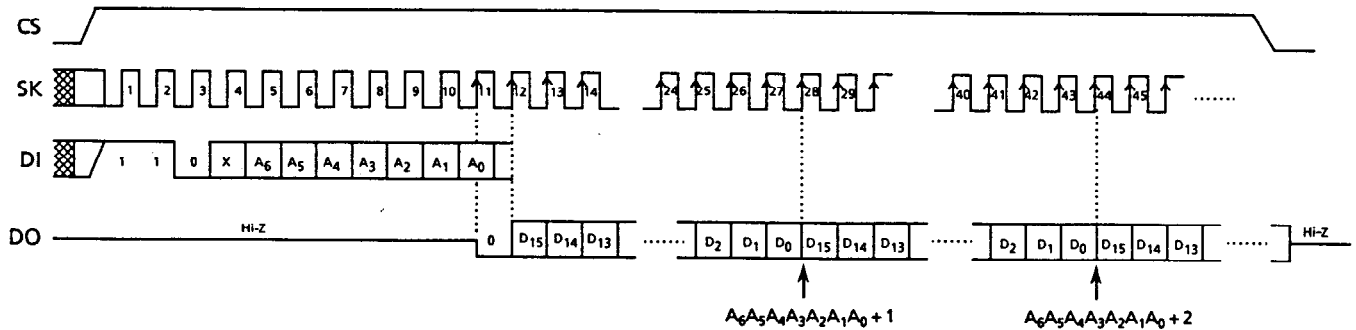 CS
SK 1 2 3 4 5 6 7 8 9 10 11 12 13 14 24 25 26 27 28 29 40 41 42 43 44 45 ........
DI 1 1 0 X A6 A5 A4 A3 A2 A1 A0
DO Hi-Z 0 D15 D14 D13 ........ D2 D1 D0 D15 D14 D13 ........ D2 D1 D0 D15 D14 D13 ........ Hi-Z
A6A5A4A3A2A1A0 + 1 A6A5A4A3A2A1A0 + 2